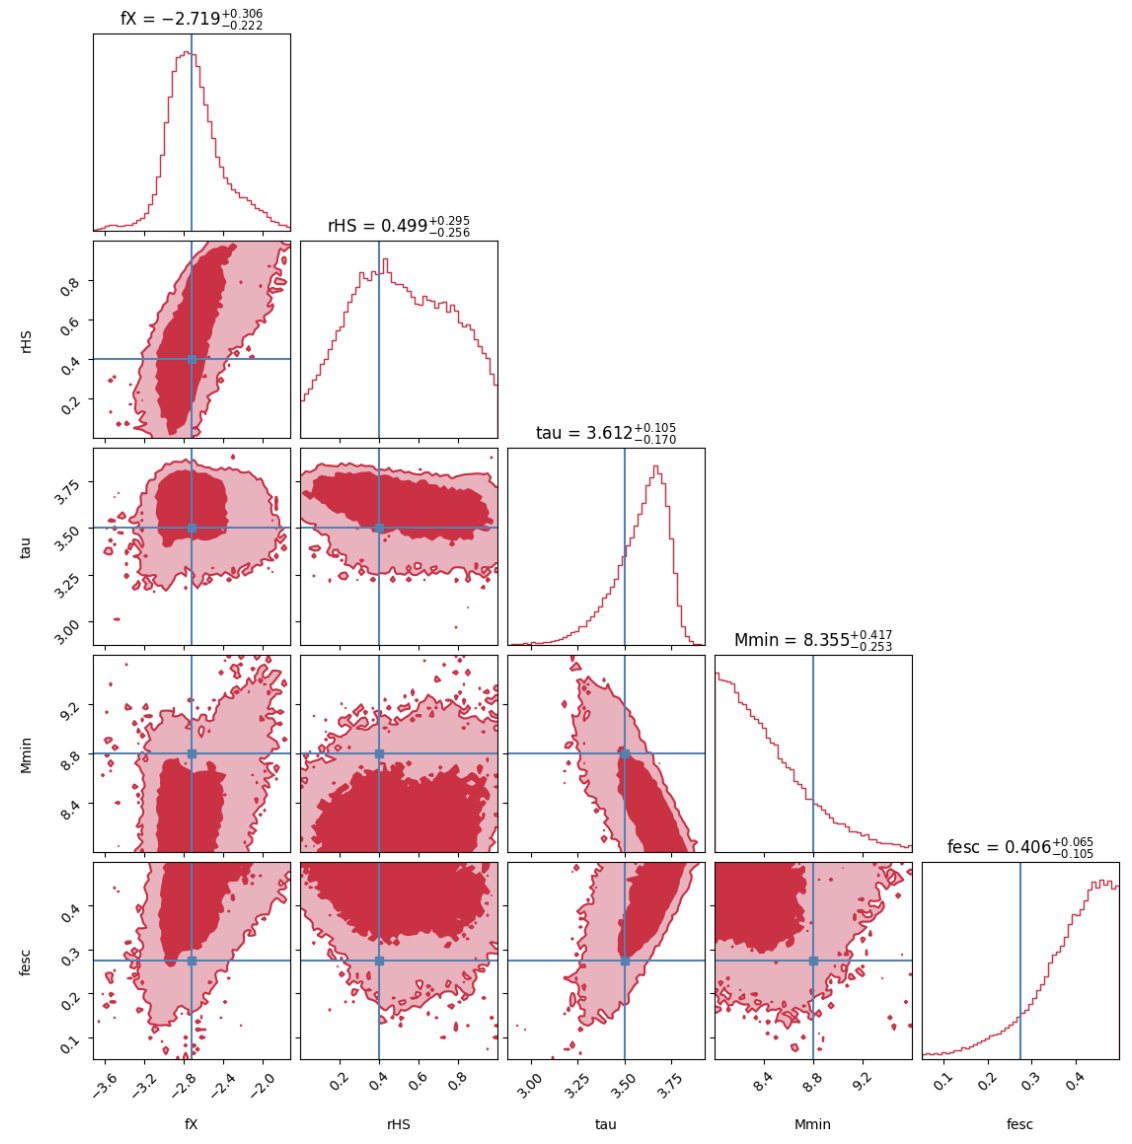 fX = −2.719 +0.306 −0.222
rHS = 0.499 +0.295 −0.256
0.8
0.6
0.4
0.2
rHS
tau = 3.612 +0.105 −0.170
3.75
3.50
3.25
3.00
tau
Mmin = 8.355 +0.417 −0.253
9.2
8.8
8.4
Mmin
fesc = 0.406 +0.065 −0.105
0.4
0.3
0.2
0.1
fesc
−3.6 −3.2 −2.8 −2.4 −2.0 0.2 0.4 0.6 0.8 3.00 3.25 3.50 3.75 8.4 8.8 9.2 0.1 0.2 0.3 0.4
fX rHS tau Mmin fesc